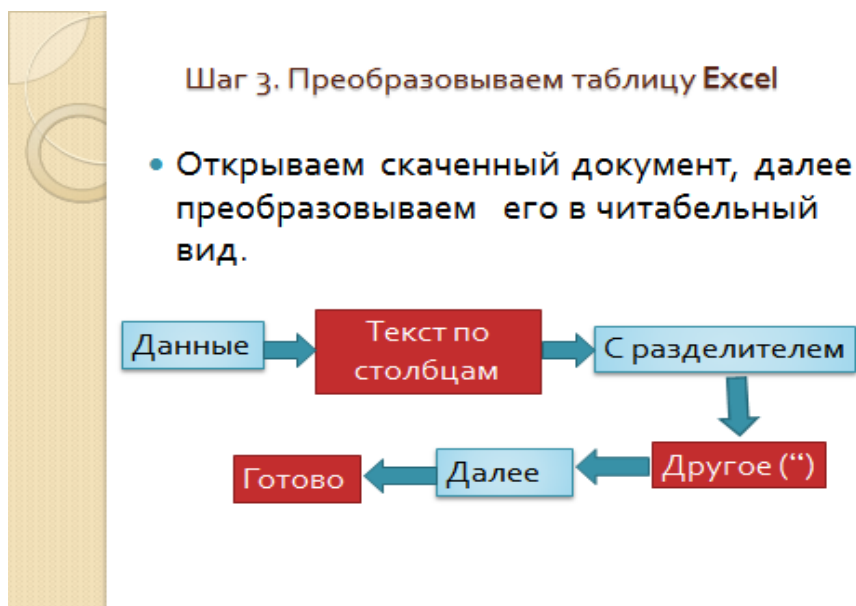 Шаг 3. Преобразовываем таблицу Excel
• Открываем скаченный документ, далее
преобразовываем его в читабельный
вид.
Данные
Текст по
столбцам
С разделителем
Другое (“)
Далее
Готово